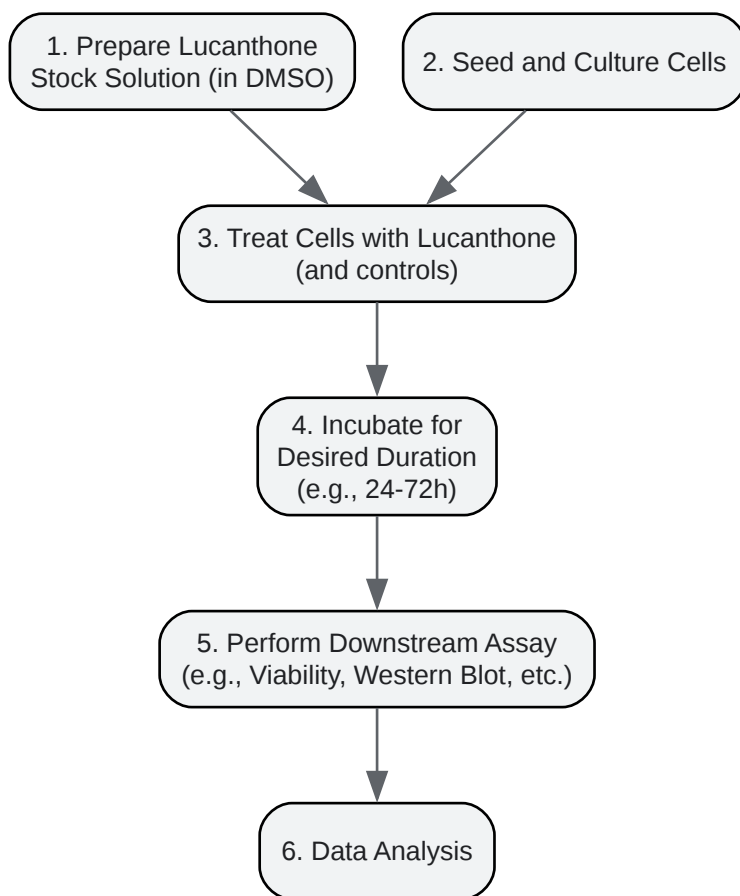 1. Prepare Lucanthone
Stock Solution (in DMSO)
2. Seed and Culture Cells
3. Treat Cells with Lucanthone
(and controls)
4. Incubate for
Desired Duration
(e.g., 24-72h)
5. Perform Downstream Assay
(e.g., Viability, Western Blot, etc.)
6. Data Analysis